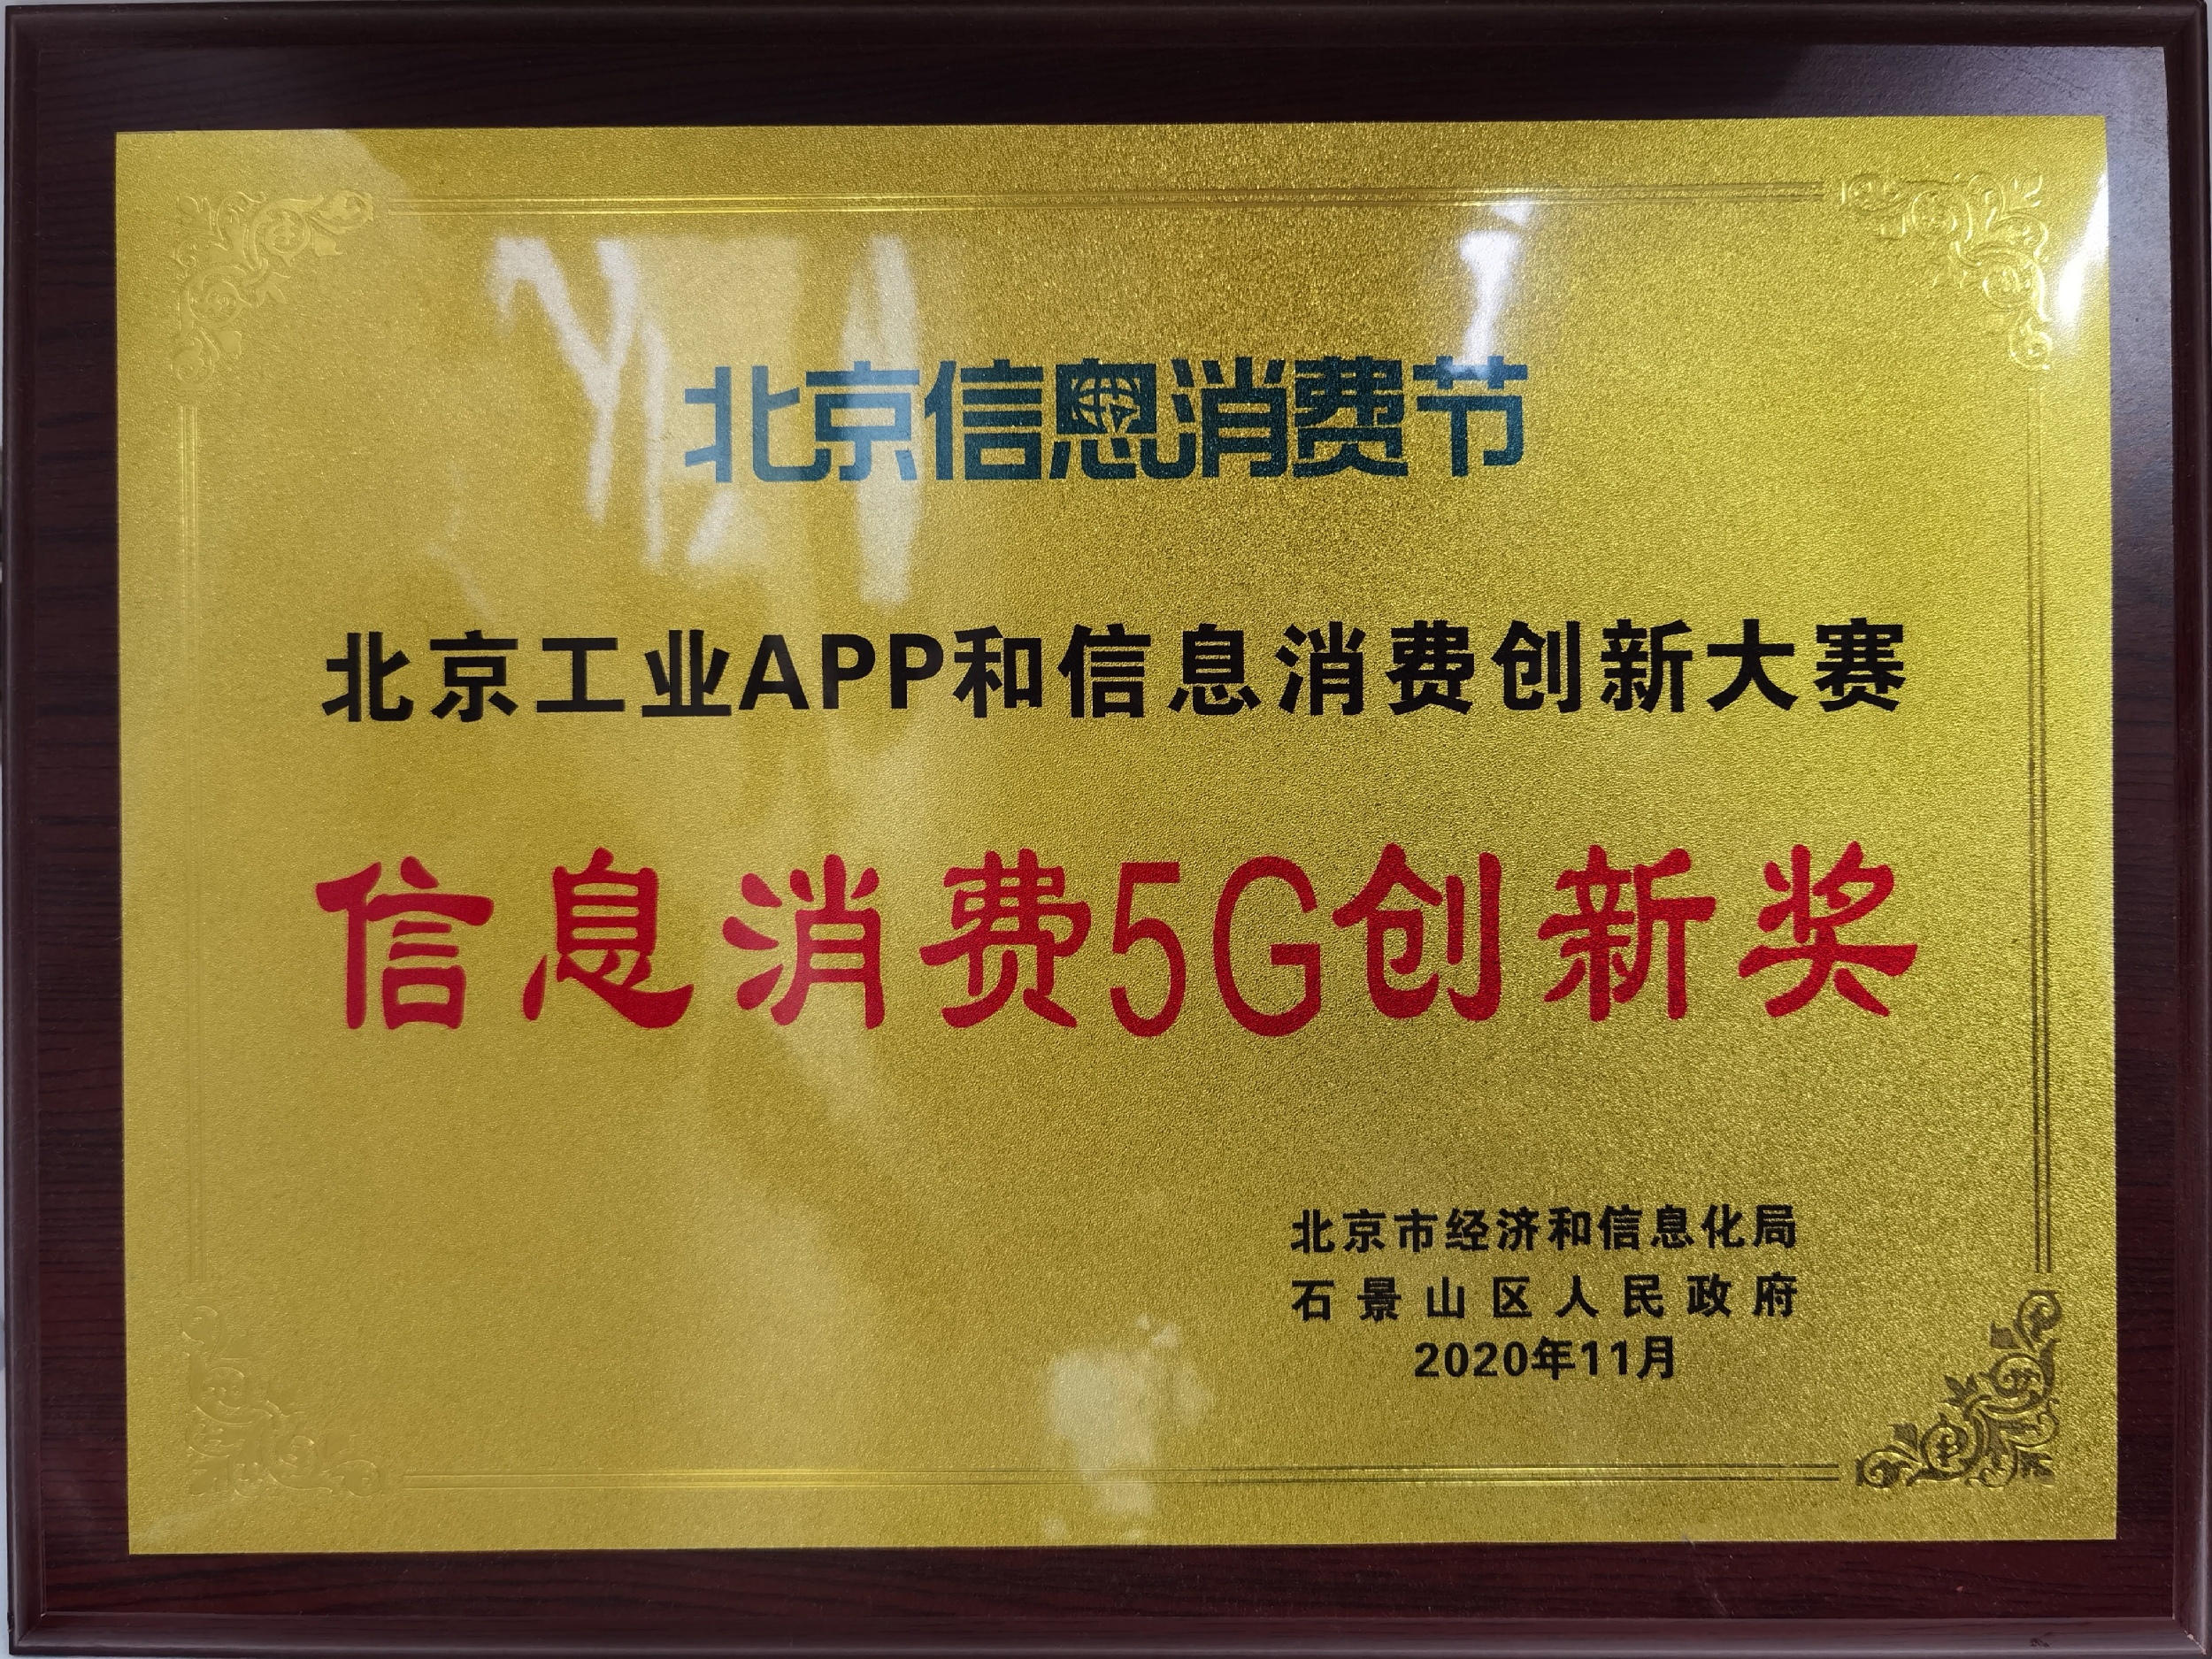 北京信息消费节
北京工业APP和信息消费创新大赛
信息消费5G创新奖
北京市经济和信息化局
石景山区人民政府
2020年11月